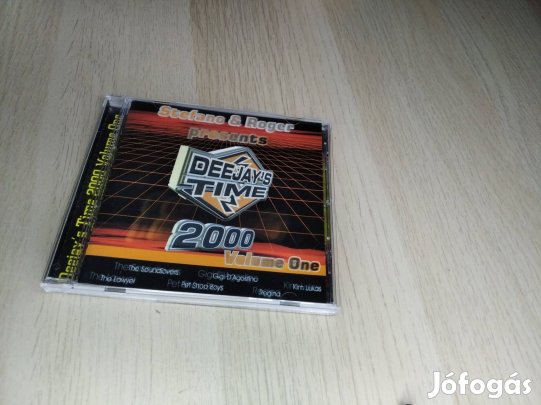 Stefano & Roger
presents
DEEJAY'S
TIME
2000
Volume One
The Soundlovers Gigi D'Agostino Kim Lukas
The Lawyer Pet Shop Boys Regina
Deejay's Time 2000 Volume One
Jófogás